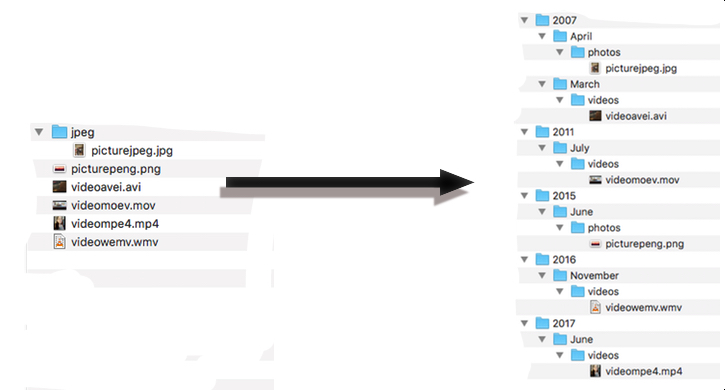 jpeg
picturejpeg.jpg
picturepeng.png
videoavei.avi
videomoev.mov
videompe4.mp4
videowemv.wmv
2007
April
photos
picturejpeg.jpg
March
videos
videoavei.avi
2011
July
videos
videomoev.mov
2015
June
photos
picturepeng.png
2016
November
videos
videowemv.wmv
2017
June
videos
videompe4.mp4